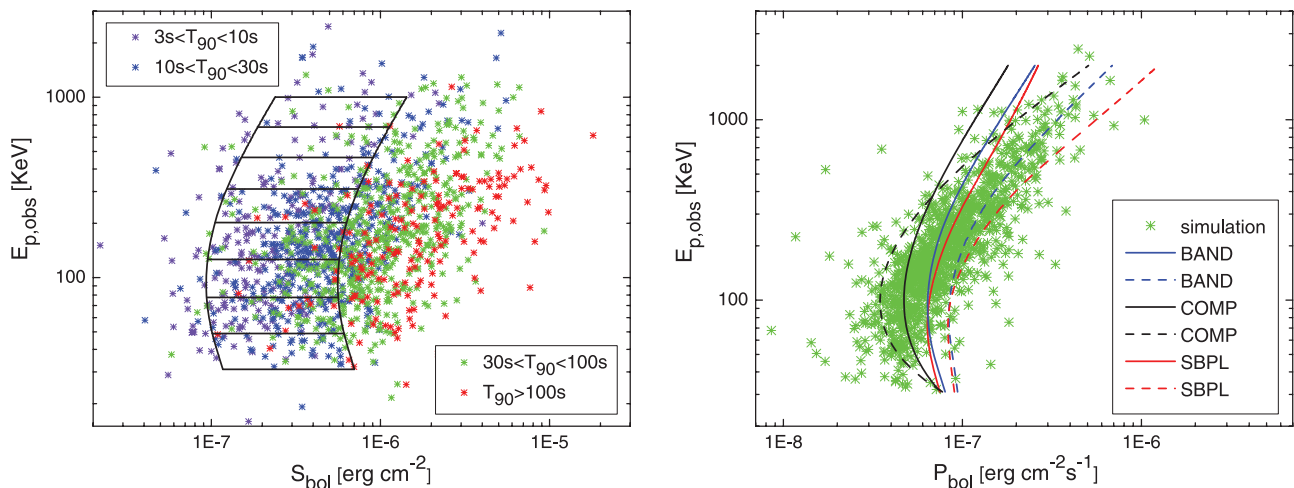 3s<T90<10s
10s<T90<30s
30s<T90<100s
T90>100s
1000
100
Ep,obs [KeV]
1E-7
1E-6
1E-5
Sbol [erg cm-2]
simulation
BAND
BAND
COMP
COMP
SBPL
SBPL
1000
100
Ep,obs [KeV]
1E-8
1E-7
1E-6
Pbol [erg cm-2s-1]